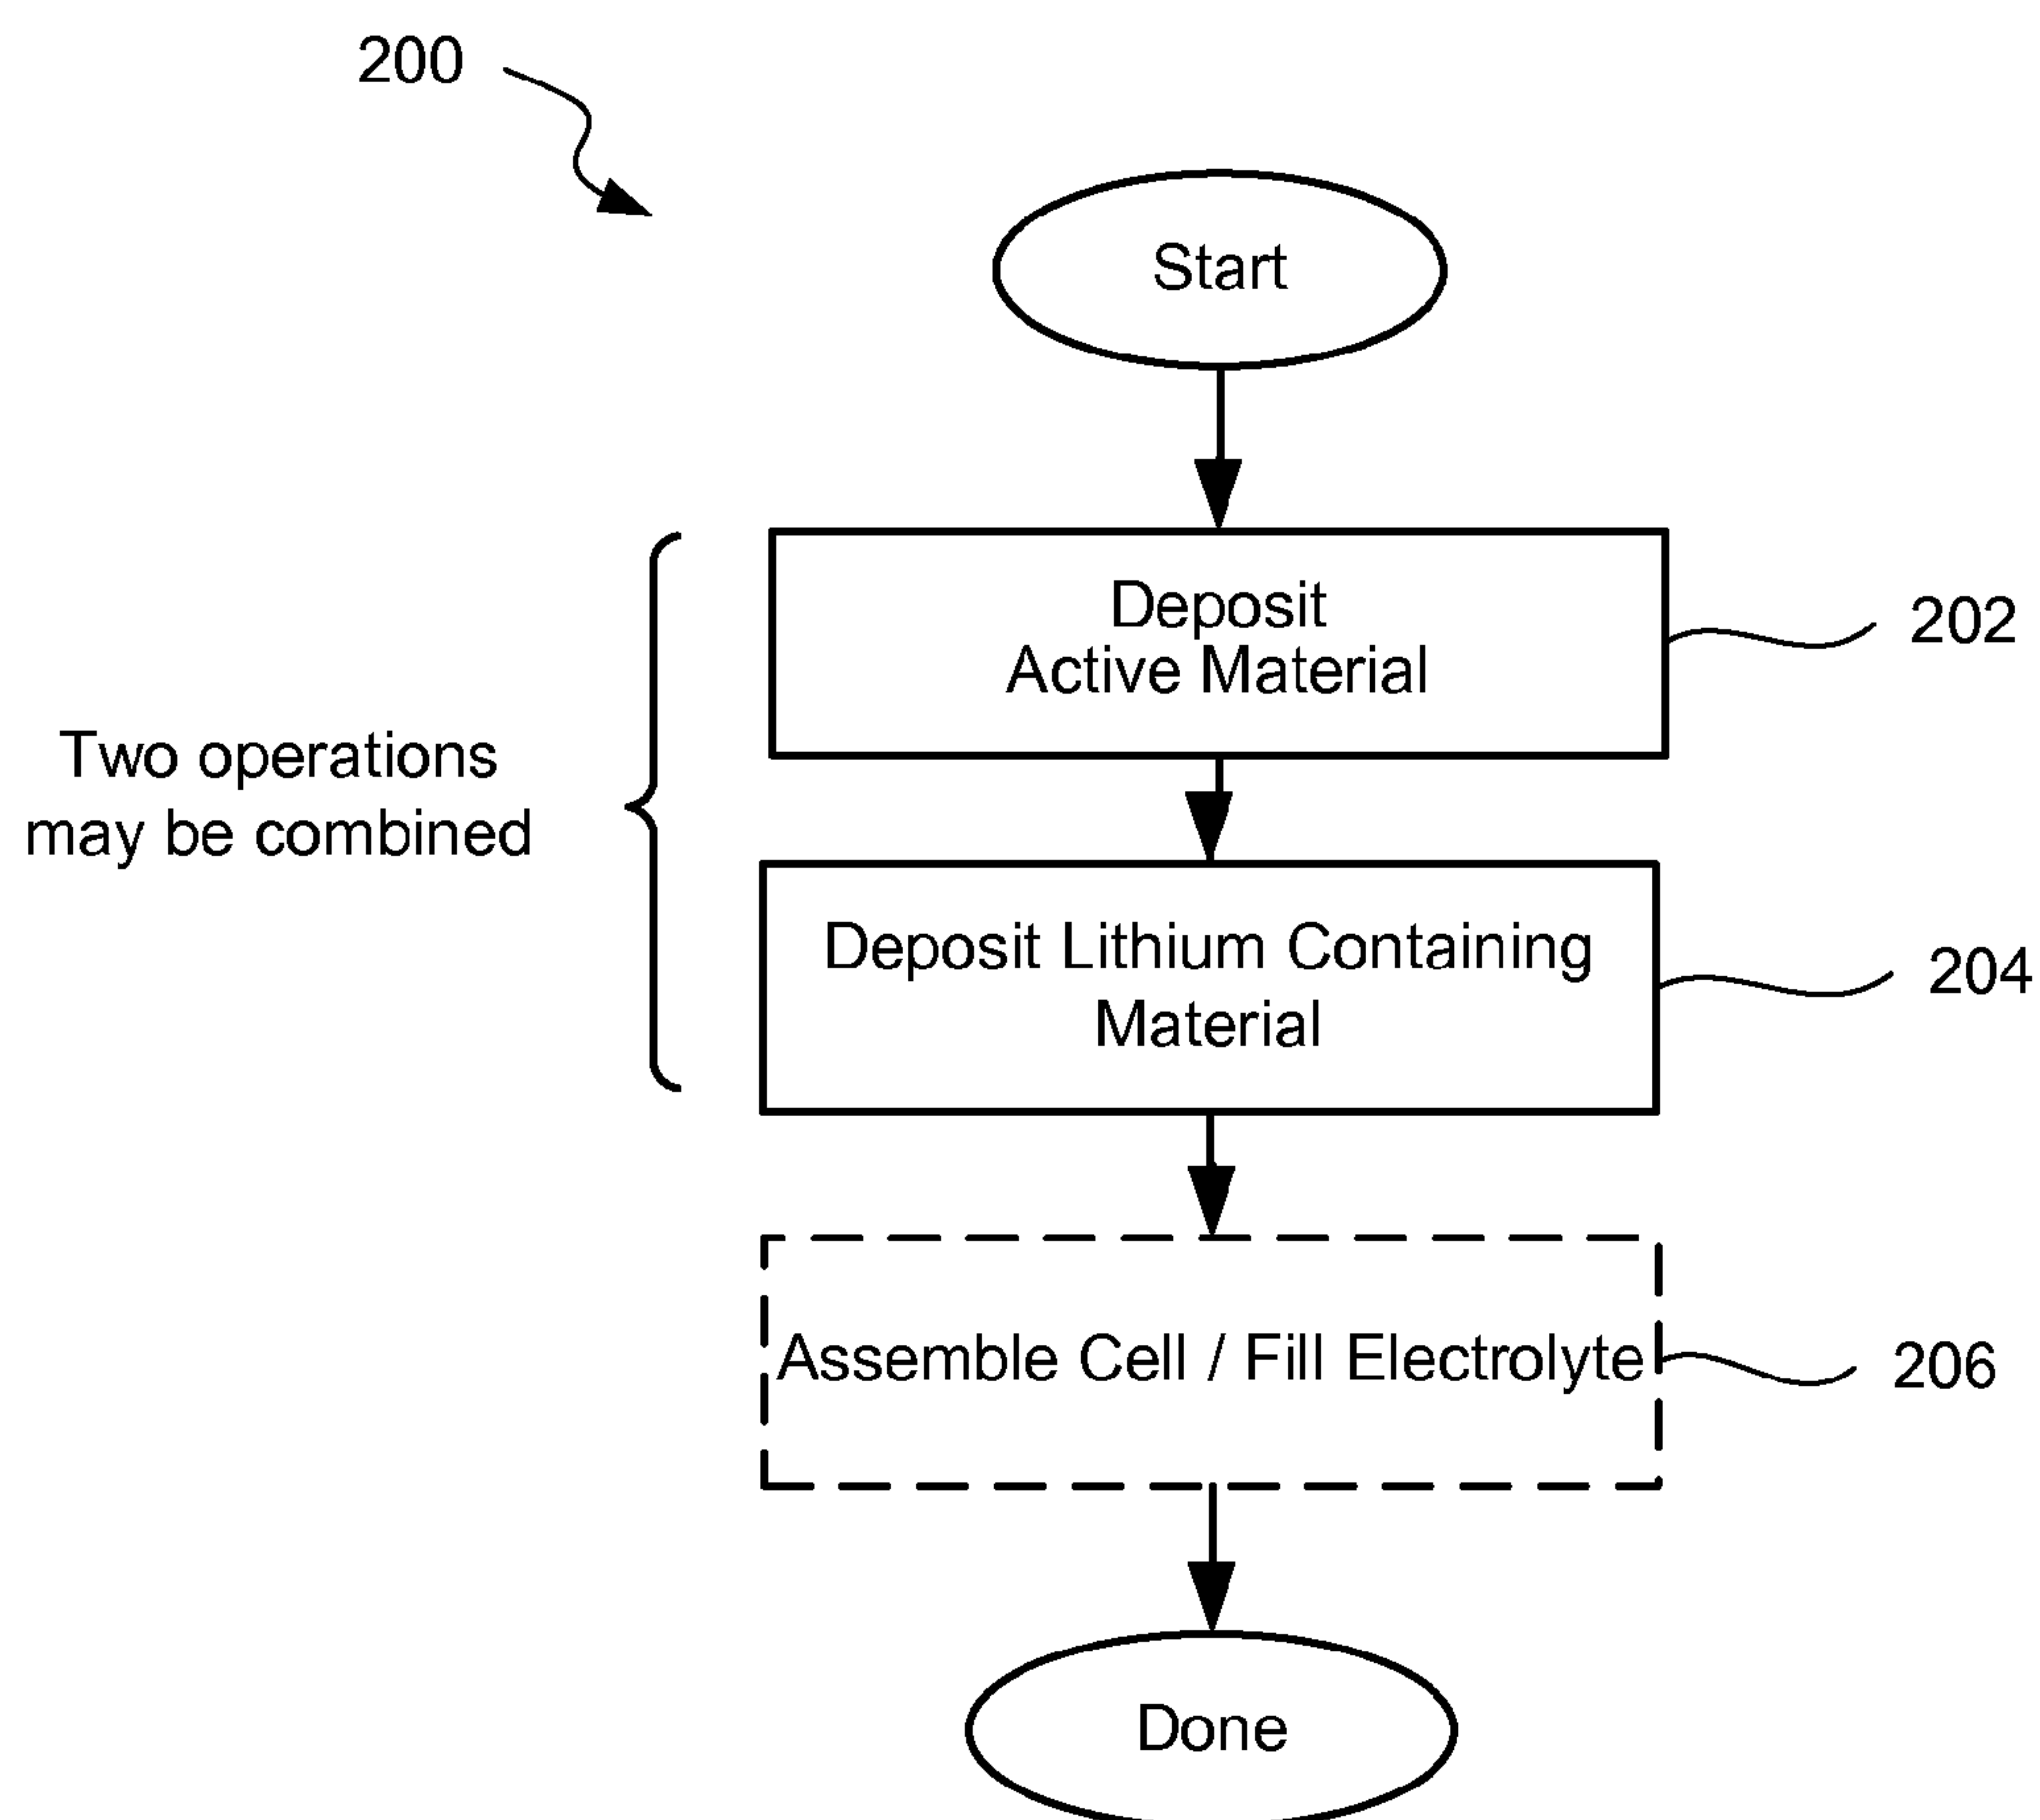 200
Start
Deposit
Active Material
202
Two operations
may be combined
Deposit Lithium Containing
Material
204
Assemble Cell / Fill Electrolyte
206
Done